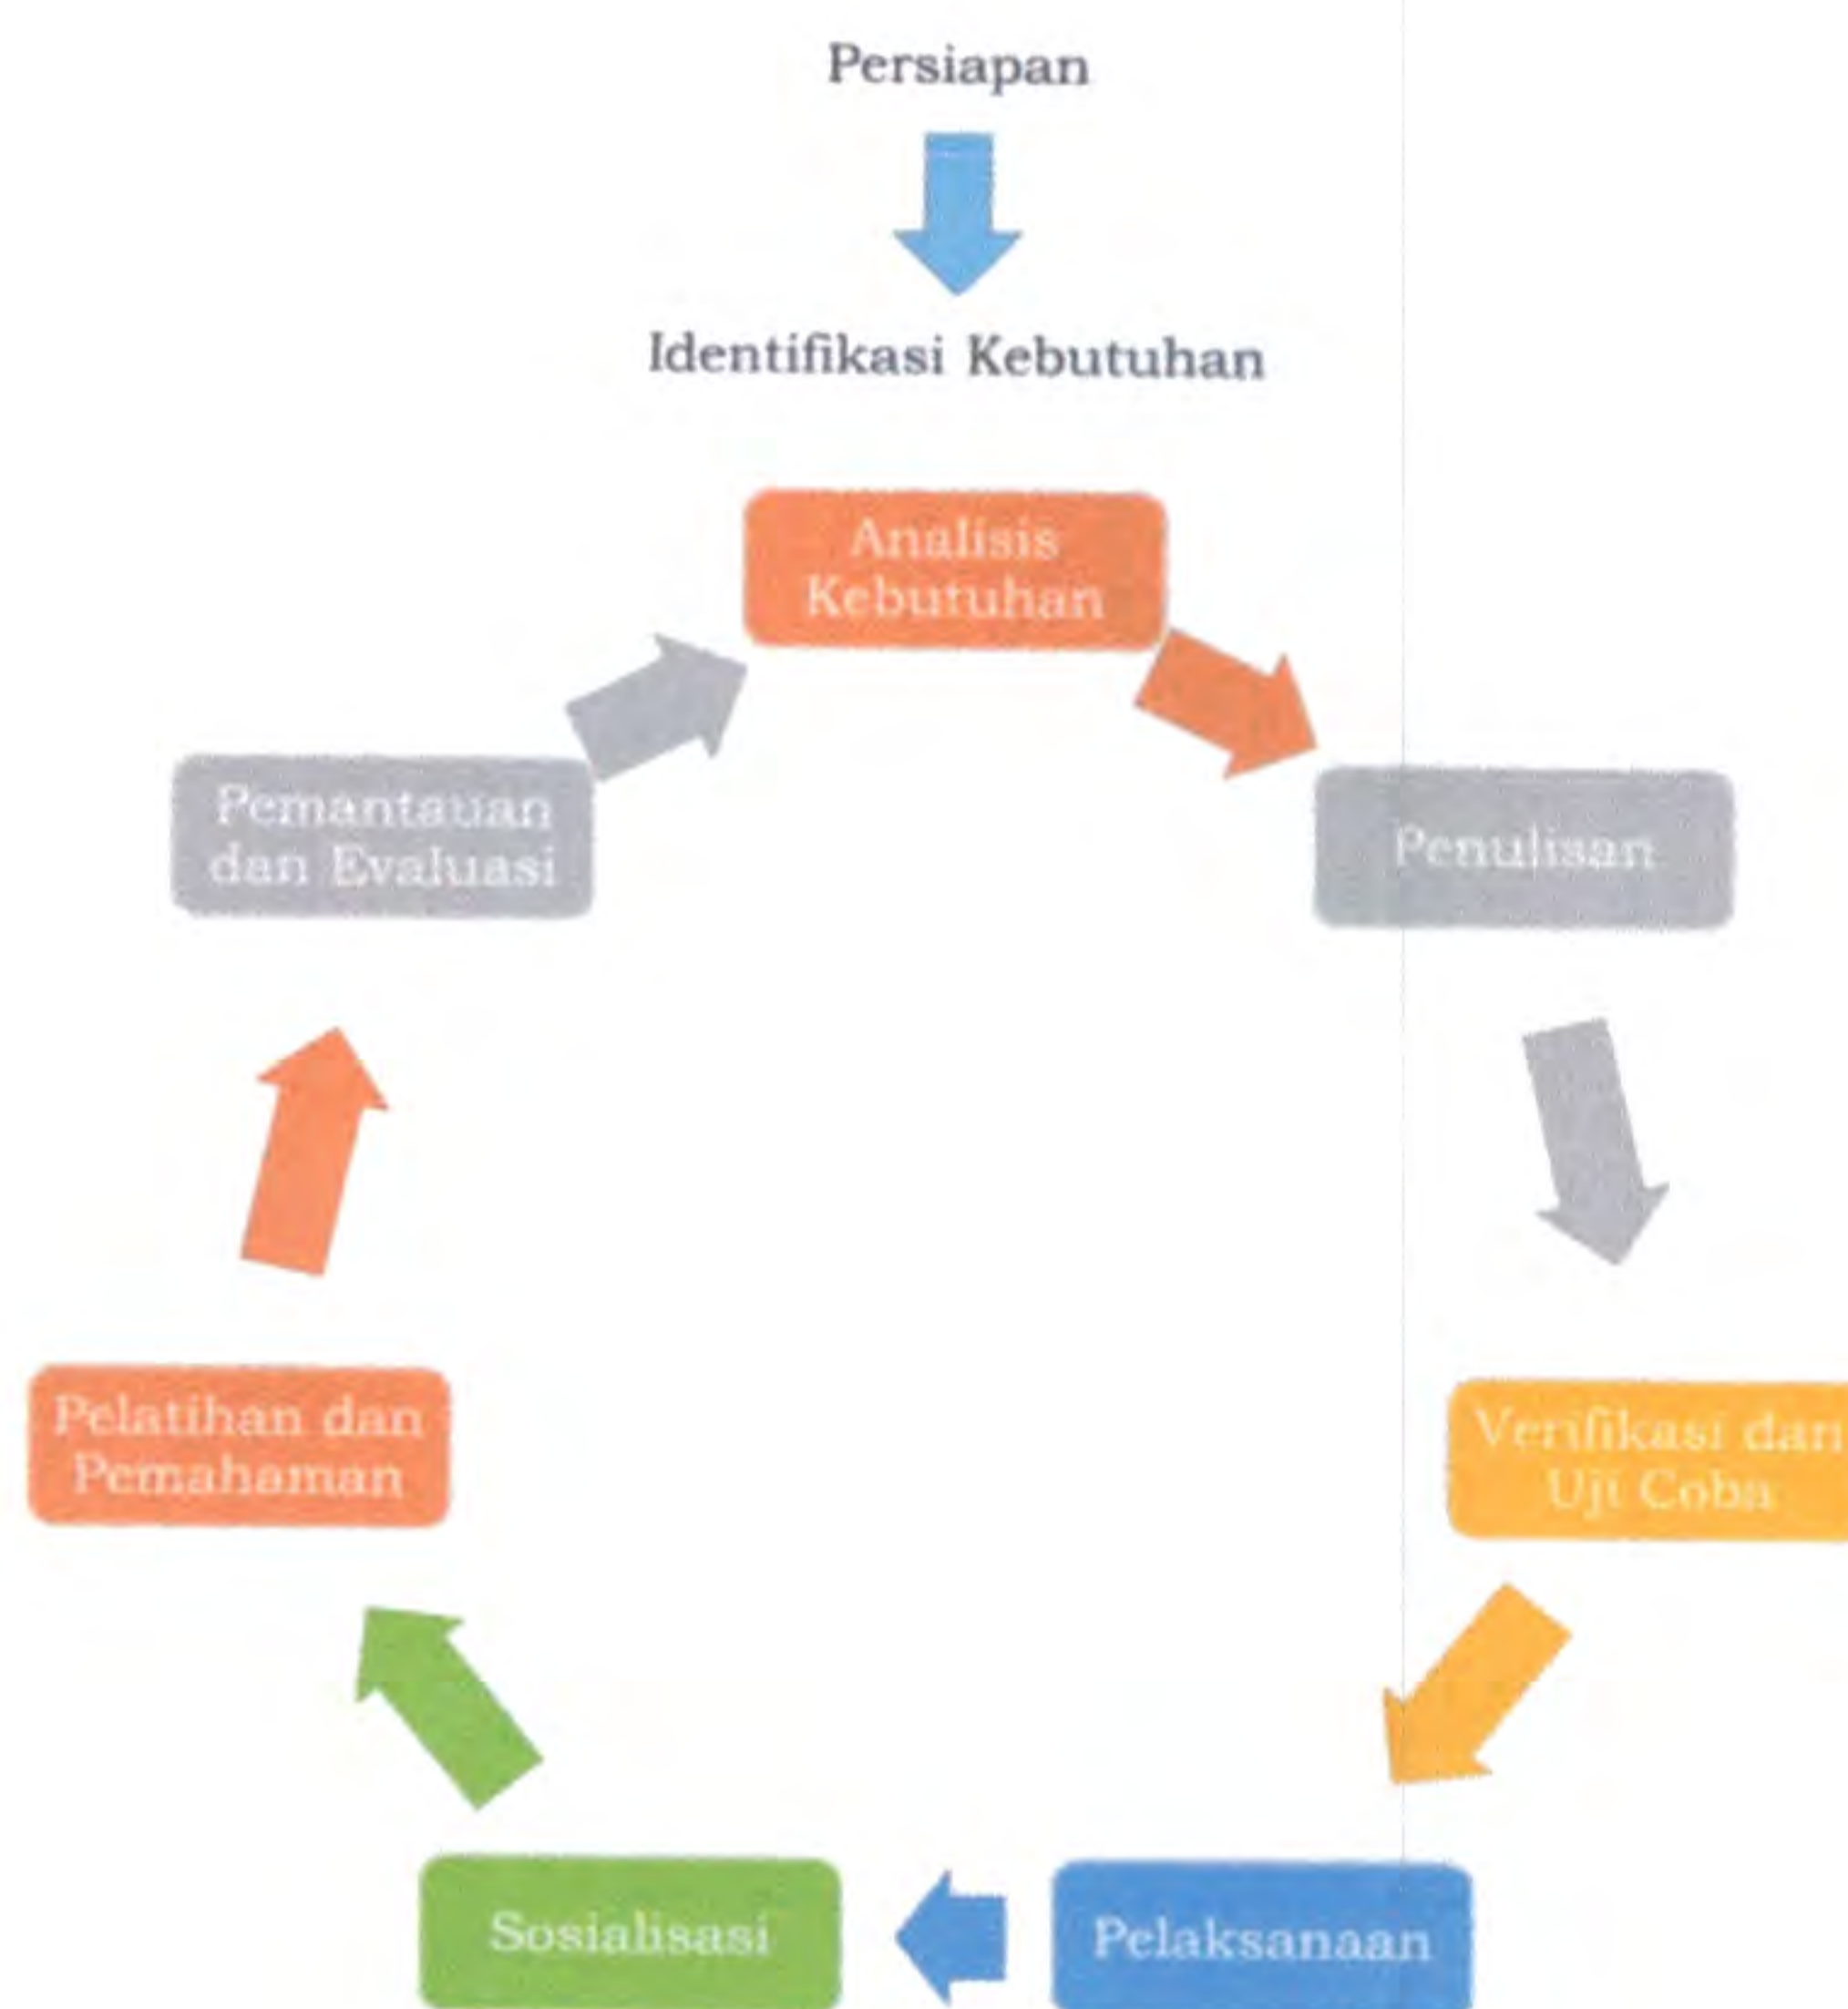 Persiapan
Identifikasi Kebutuhan
Analisis
Kebutuhan
Penulisan
Verifikasi dan
Uji Coba
Pelaksanaan
Sosialisasi
Pelatihan dan
Pemahaman
Pemantauan
dan Evaluasi